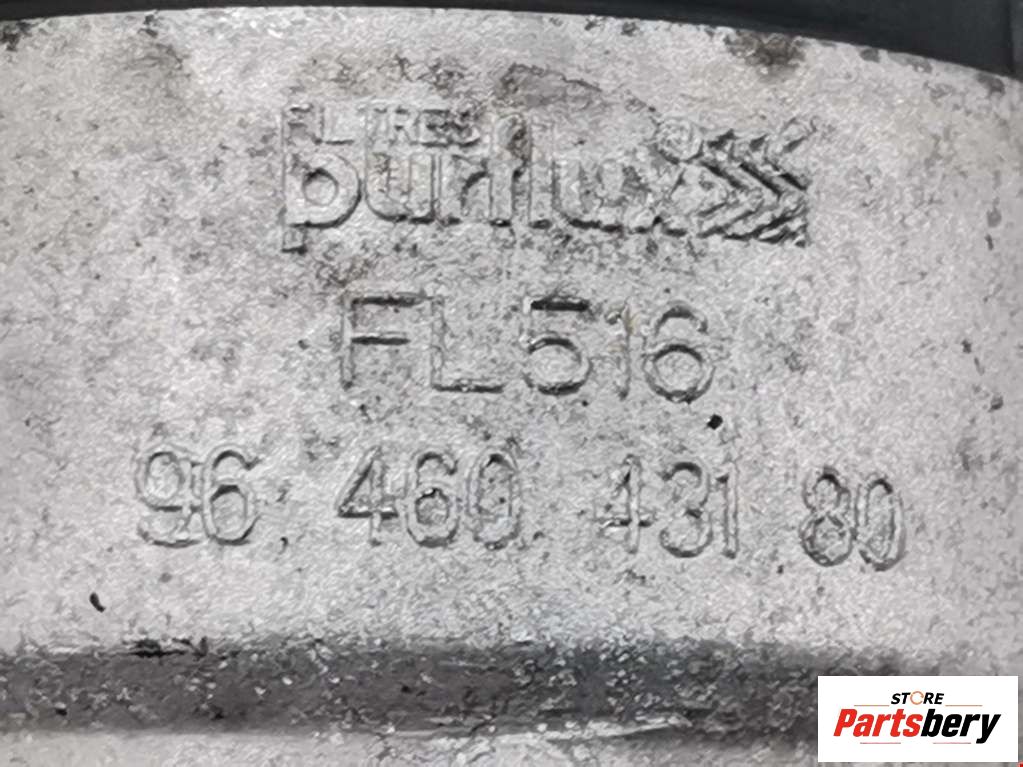 FILTRES
purflux®
FL516
96 460 431 80
STORE
Partsbery